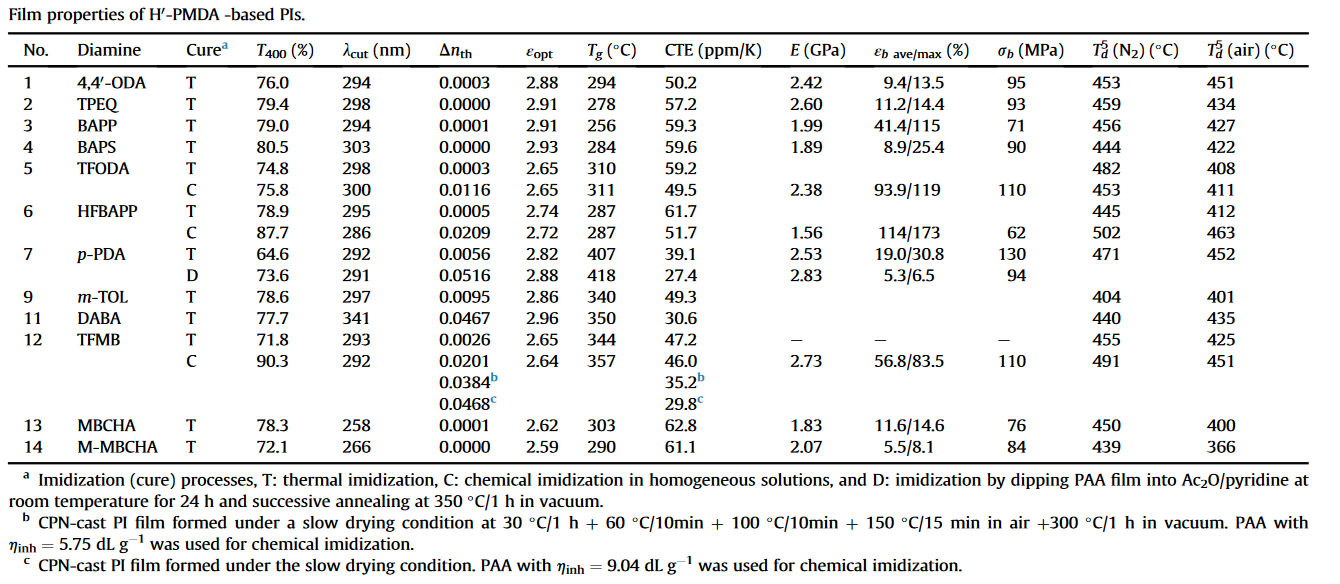 Film properties of H′-PMDA -based PIs.
No. Diamine Cureᵃ T₄₀₀ (%) λcut (nm) Δnth εopt Tg (°C) CTE (ppm/K) E (GPa) εb ave/max (%) σb (MPa) Td⁵ (N₂) (°C) Td⁵ (air) (°C)
1 4,4′-ODA T 76.0 294 0.0003 2.88 294 50.2 2.42 9.4/13.5 95 453 451
2 TPEQ T 79.4 298 0.0000 2.91 278 57.2 2.60 11.2/14.4 93 459 434
3 BAPP T 79.0 294 0.0001 2.91 256 59.3 1.99 41.4/115 71 456 427
4 BAPS T 80.5 303 0.0000 2.93 284 59.6 1.89 8.9/25.4 90 444 422
5 TFODA T 74.8 298 0.0003 2.65 310 59.2 482 408
C 75.8 300 0.0116 2.65 311 49.5 2.38 93.9/119 110 453 411
6 HFBAPP T 78.9 295 0.0005 2.74 287 61.7 445 412
C 87.7 286 0.0209 2.72 287 51.7 1.56 114/173 62 502 463
7 p-PDA T 64.6 292 0.0056 2.82 407 39.1 2.53 19.0/30.8 130 471 452
D 73.6 291 0.0516 2.88 418 27.4 2.83 5.3/6.5 94
9 m-TOL T 78.6 297 0.0095 2.86 340 49.3 404 401
11 DABA T 77.7 341 0.0467 2.96 350 30.6 440 435
12 TFMB T 71.8 293 0.0026 2.65 344 47.2 – – – 455 425
C 90.3 292 0.0201 2.64 357 46.0 2.73 56.8/83.5 110 491 451
0.0384ᵇ 35.2ᵇ
0.0468ᶜ 29.8ᶜ
13 MBCHA T 78.3 258 0.0001 2.62 303 62.8 1.83 11.6/14.6 76 450 400
14 M-MBCHA T 72.1 266 0.0000 2.59 290 61.1 2.07 5.5/8.1 84 439 366
ᵃ Imidization (cure) processes, T: thermal imidization, C: chemical imidization in homogeneous solutions, and D: imidization by dipping PAA film into Ac₂O/pyridine at
room temperature for 24 h and successive annealing at 350 °C/1 h in vacuum.
ᵇ CPN-cast PI film formed under a slow drying condition at 30 °C/1 h + 60 °C/10min + 100 °C/10min + 150 °C/15 min in air +300 °C/1 h in vacuum. PAA with
ηinh = 5.75 dL g⁻¹ was used for chemical imidization.
ᶜ CPN-cast PI film formed under the slow drying condition. PAA with ηinh = 9.04 dL g⁻¹ was used for chemical imidization.